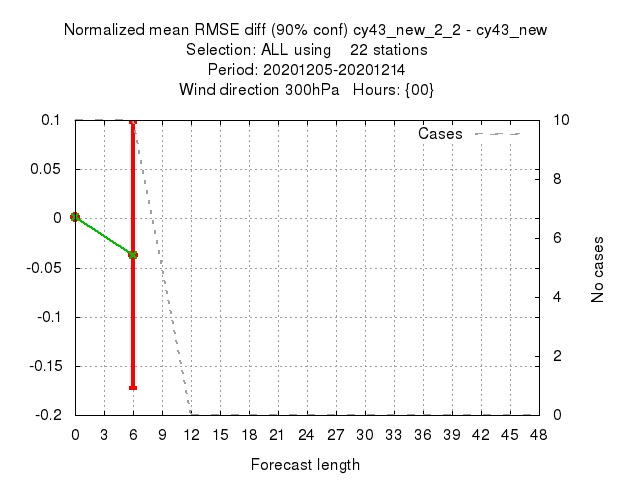 Normalized mean RMSE diff (90% conf) cy43_new_2_2 - cy43_new
Selection: ALL using    22 stations
Period: 20201205-20201214
Wind direction 300hPa   Hours: {00}
0.1
0.05
0
-0.05
-0.1
-0.15
-0.2
Cases
10
8
6
4
2
0
No cases
0 3 6 9 12 15 18 21 24 27 30 33 36 39 42 45 48
Forecast length